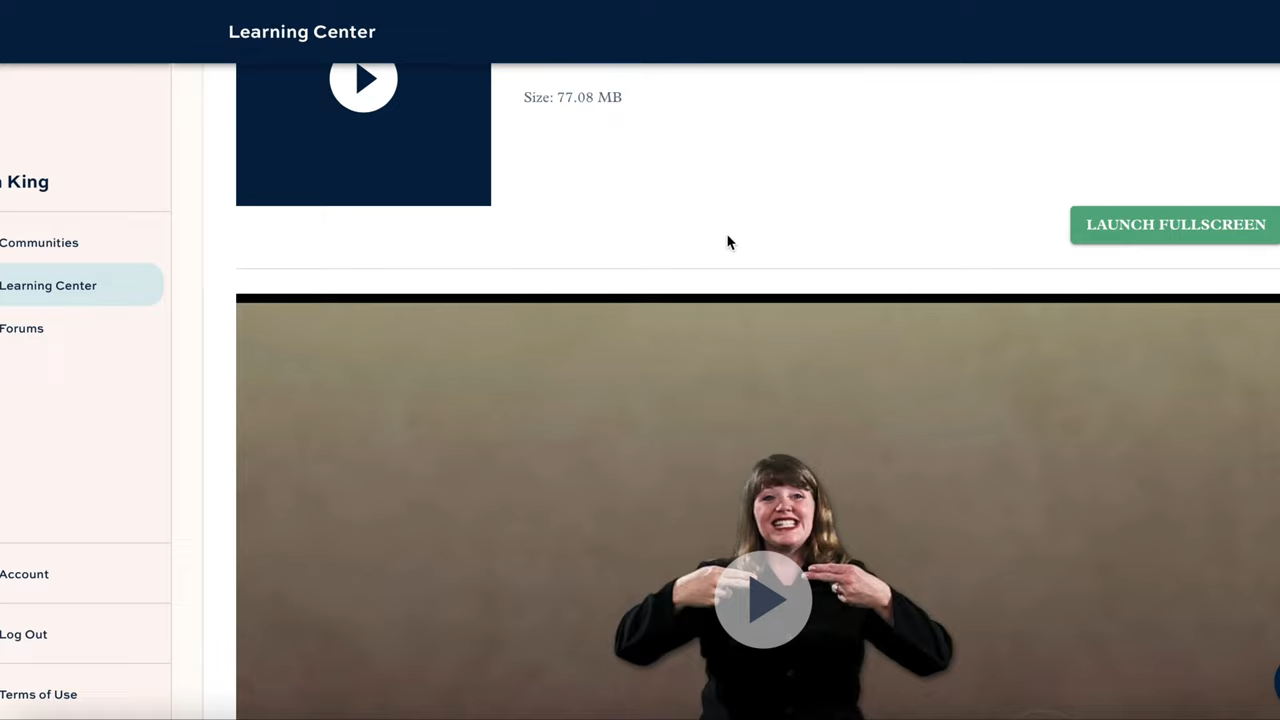 Learning Center
Size: 77.08 MB
King
LAUNCH FULLSCREEN
Communities
Learning Center
Forums
Account
Log Out
Terms of Use